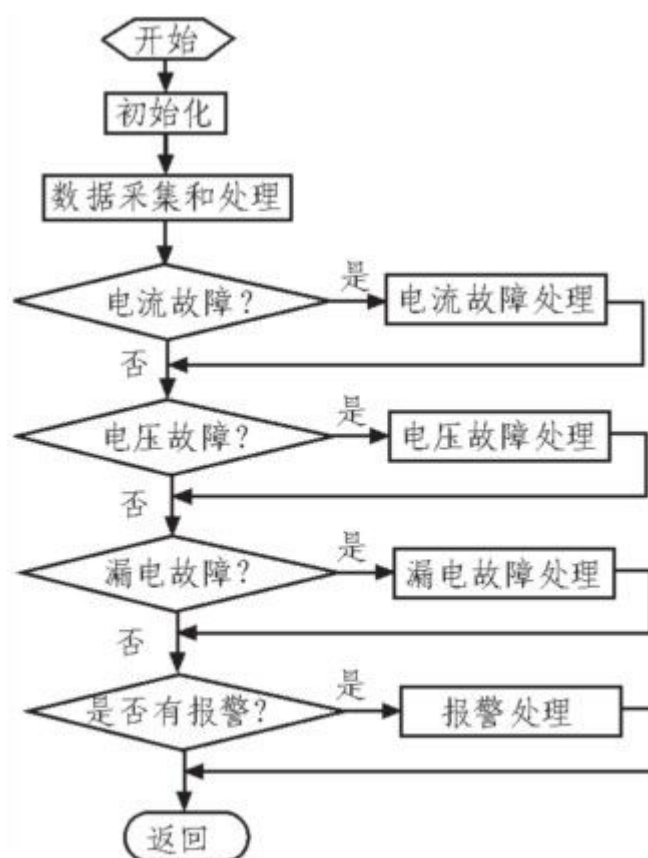 开始
初始化
数据采集和处理
电流故障?
是
电流故障处理
否
电压故障?
是
电压故障处理
否
漏电故障?
是
漏电故障处理
否
是否有报警?
是
报警处理
返回